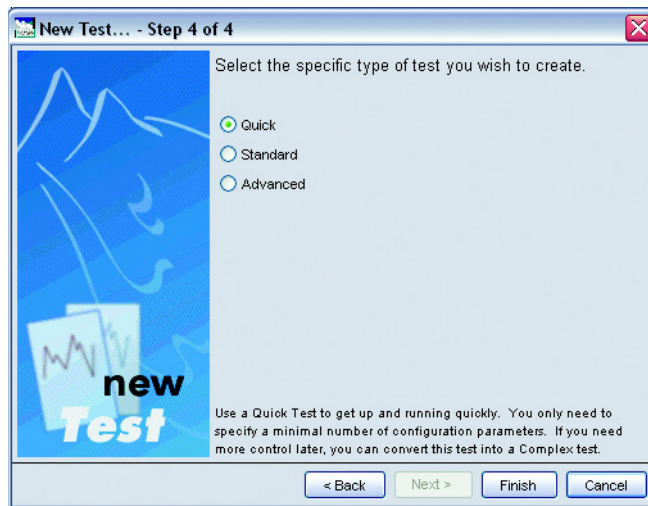 New Test... - Step 4 of 4
Select the specific type of test you wish to create.
Quick
Standard
Advanced
new
Test
Use a Quick Test to get up and running quickly. You only need to
specify a minimal number of configuration parameters. If you need
more control later, you can convert this test into a Complex test.
< Back Next > Finish Cancel